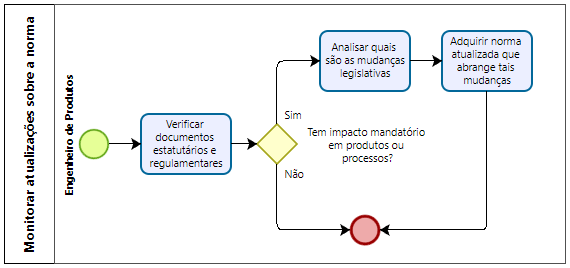 Monitorar atualizações sobre a norma
Engenheiro de Produtos
Verificar
documentos
estatutários e
regulamentares
Sim
Tem impacto mandatório
em produtos ou
processos?
Não
Analisar quais
são as mudanças
legislativas
Adquirir norma
atualizada que
abrange tais
mudanças